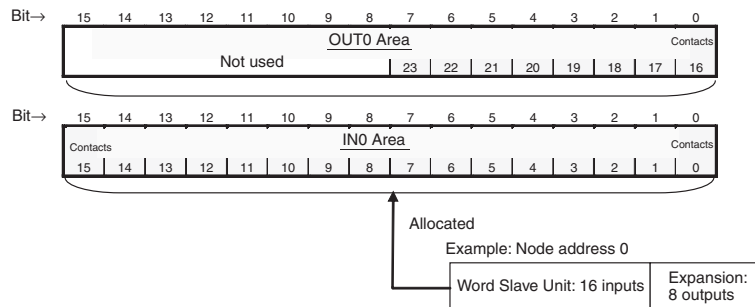 Bit→ 15 14 13 12 11 10 9 8 7 6 5 4 3 2 1 0
OUT0 Area Contacts
Not used 23 22 21 20 19 18 17 16
Bit→ 15 14 13 12 11 10 9 8 7 6 5 4 3 2 1 0
Contacts IN0 Area Contacts
15 14 13 12 11 10 9 8 7 6 5 4 3 2 1 0
Allocated
Example: Node address 0
Word Slave Unit: 16 inputs Expansion:
8 outputs